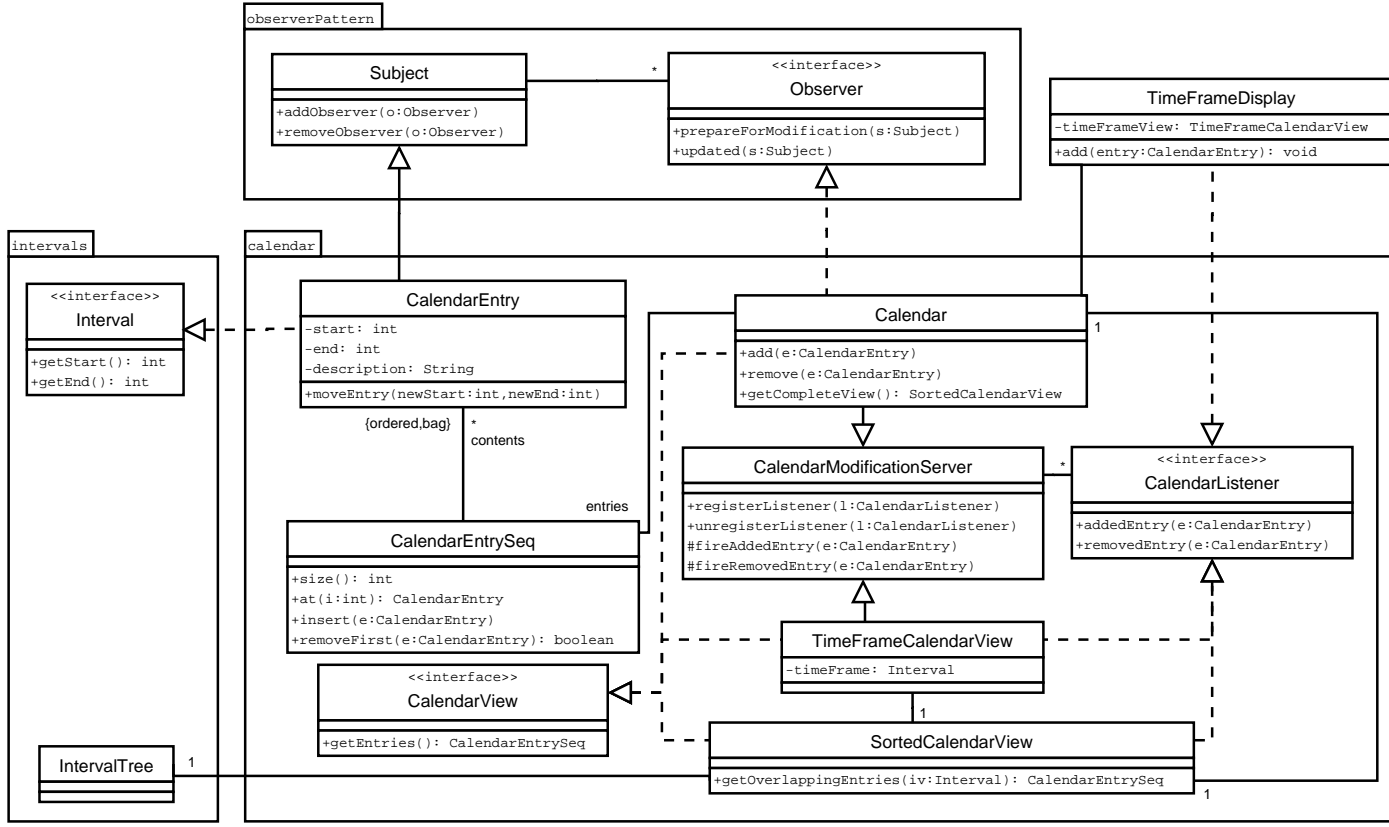 observerPattern
Subject
+addObserver(o:Observer)
+removeObserver(o:Observer)
*
<<interface>>
Observer
+prepareForModification(s:Subject)
+updated(s:Subject)
TimeFrameDisplay
-timeFrameView: TimeFrameCalendarView
+add(entry:CalendarEntry): void
intervals
<<interface>>
Interval
+getStart(): int
+getEnd(): int
calendar
CalendarEntry
-start: int
-end: int
-description: String
+moveEntry(newStart:int,newEnd:int)
{ordered,bag}
*
contents
Calendar
+add(e:CalendarEntry)
+remove(e:CalendarEntry)
+getCompleteView(): SortedCalendarView
1
entries
CalendarEntrySeq
+size(): int
+at(i:int): CalendarEntry
+insert(e:CalendarEntry)
+removeFirst(e:CalendarEntry): boolean
CalendarModificationServer
+registerListener(l:CalendarListener)
+unregisterListener(l:CalendarListener)
#fireAddedEntry(e:CalendarEntry)
#fireRemovedEntry(e:CalendarEntry)
*
<<interface>>
CalendarListener
+addedEntry(e:CalendarEntry)
+removedEntry(e:CalendarEntry)
TimeFrameCalendarView
-timeFrame: Interval
<<interface>>
CalendarView
+getEntries(): CalendarEntrySeq
1
SortedCalendarView
+getOverlappingEntries(iv:Interval): CalendarEntrySeq
1
IntervalTree
1